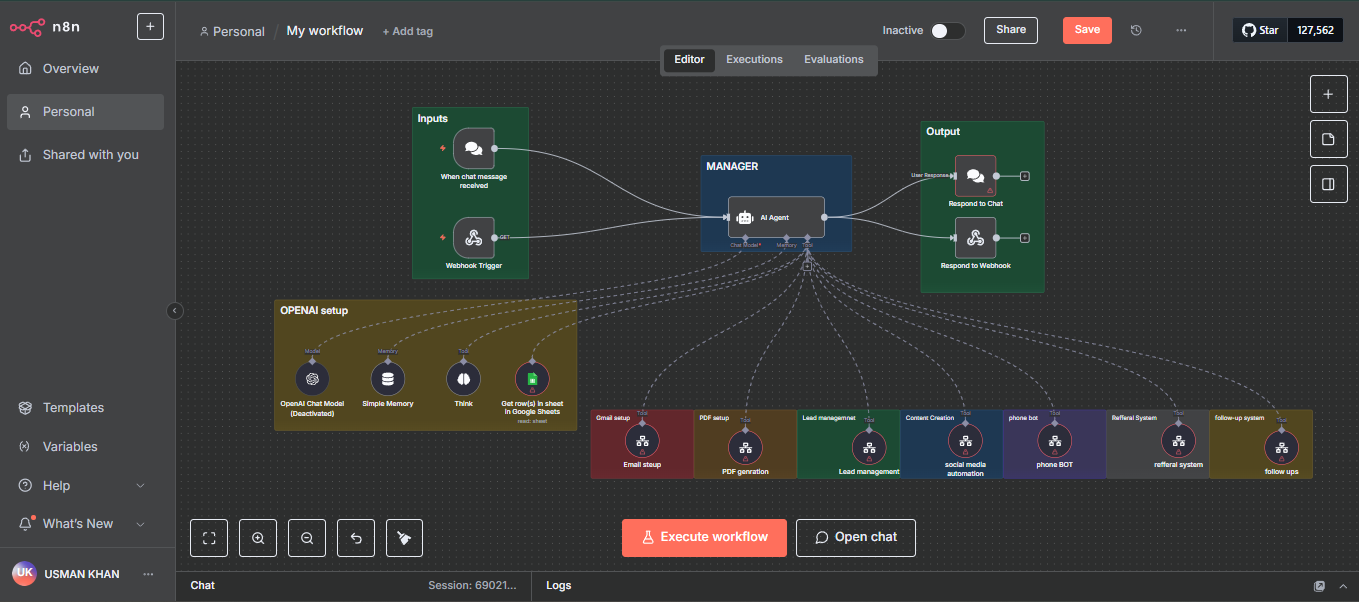 n8n
+
Overview
Personal
Shared with you
Templates
Variables
Help
What's New
UK
USMAN KHAN
Personal / My workflow + Add tag
Inactive
Share
Save
Star 127,562
Editor Executions Evaluations
Inputs
When chat message
received
GET
Webhook Trigger
MANAGER
AI Agent
Chat Model*
Memory
Tool
Output
User Response
Respond to Chat
Respond to Webhook
OPENAI setup
Model
OpenAI Chat Model
(Deactivated)
Memory
Simple Memory
Tool
Think
Get row(s) in sheet
in Google Sheets
read: sheet
Gmail setup
Tool
Email steup
PDF setup
Tool
PDF genration
Lead managemnet
Tool
Lead management
Content Creation
Tool
social media
automation
phone bot
Tool
phone BOT
Refferal System
Tool
refferal system
follow-up system
Tool
follow ups
Execute workflow
Open chat
Chat
Session: 69021...
Logs